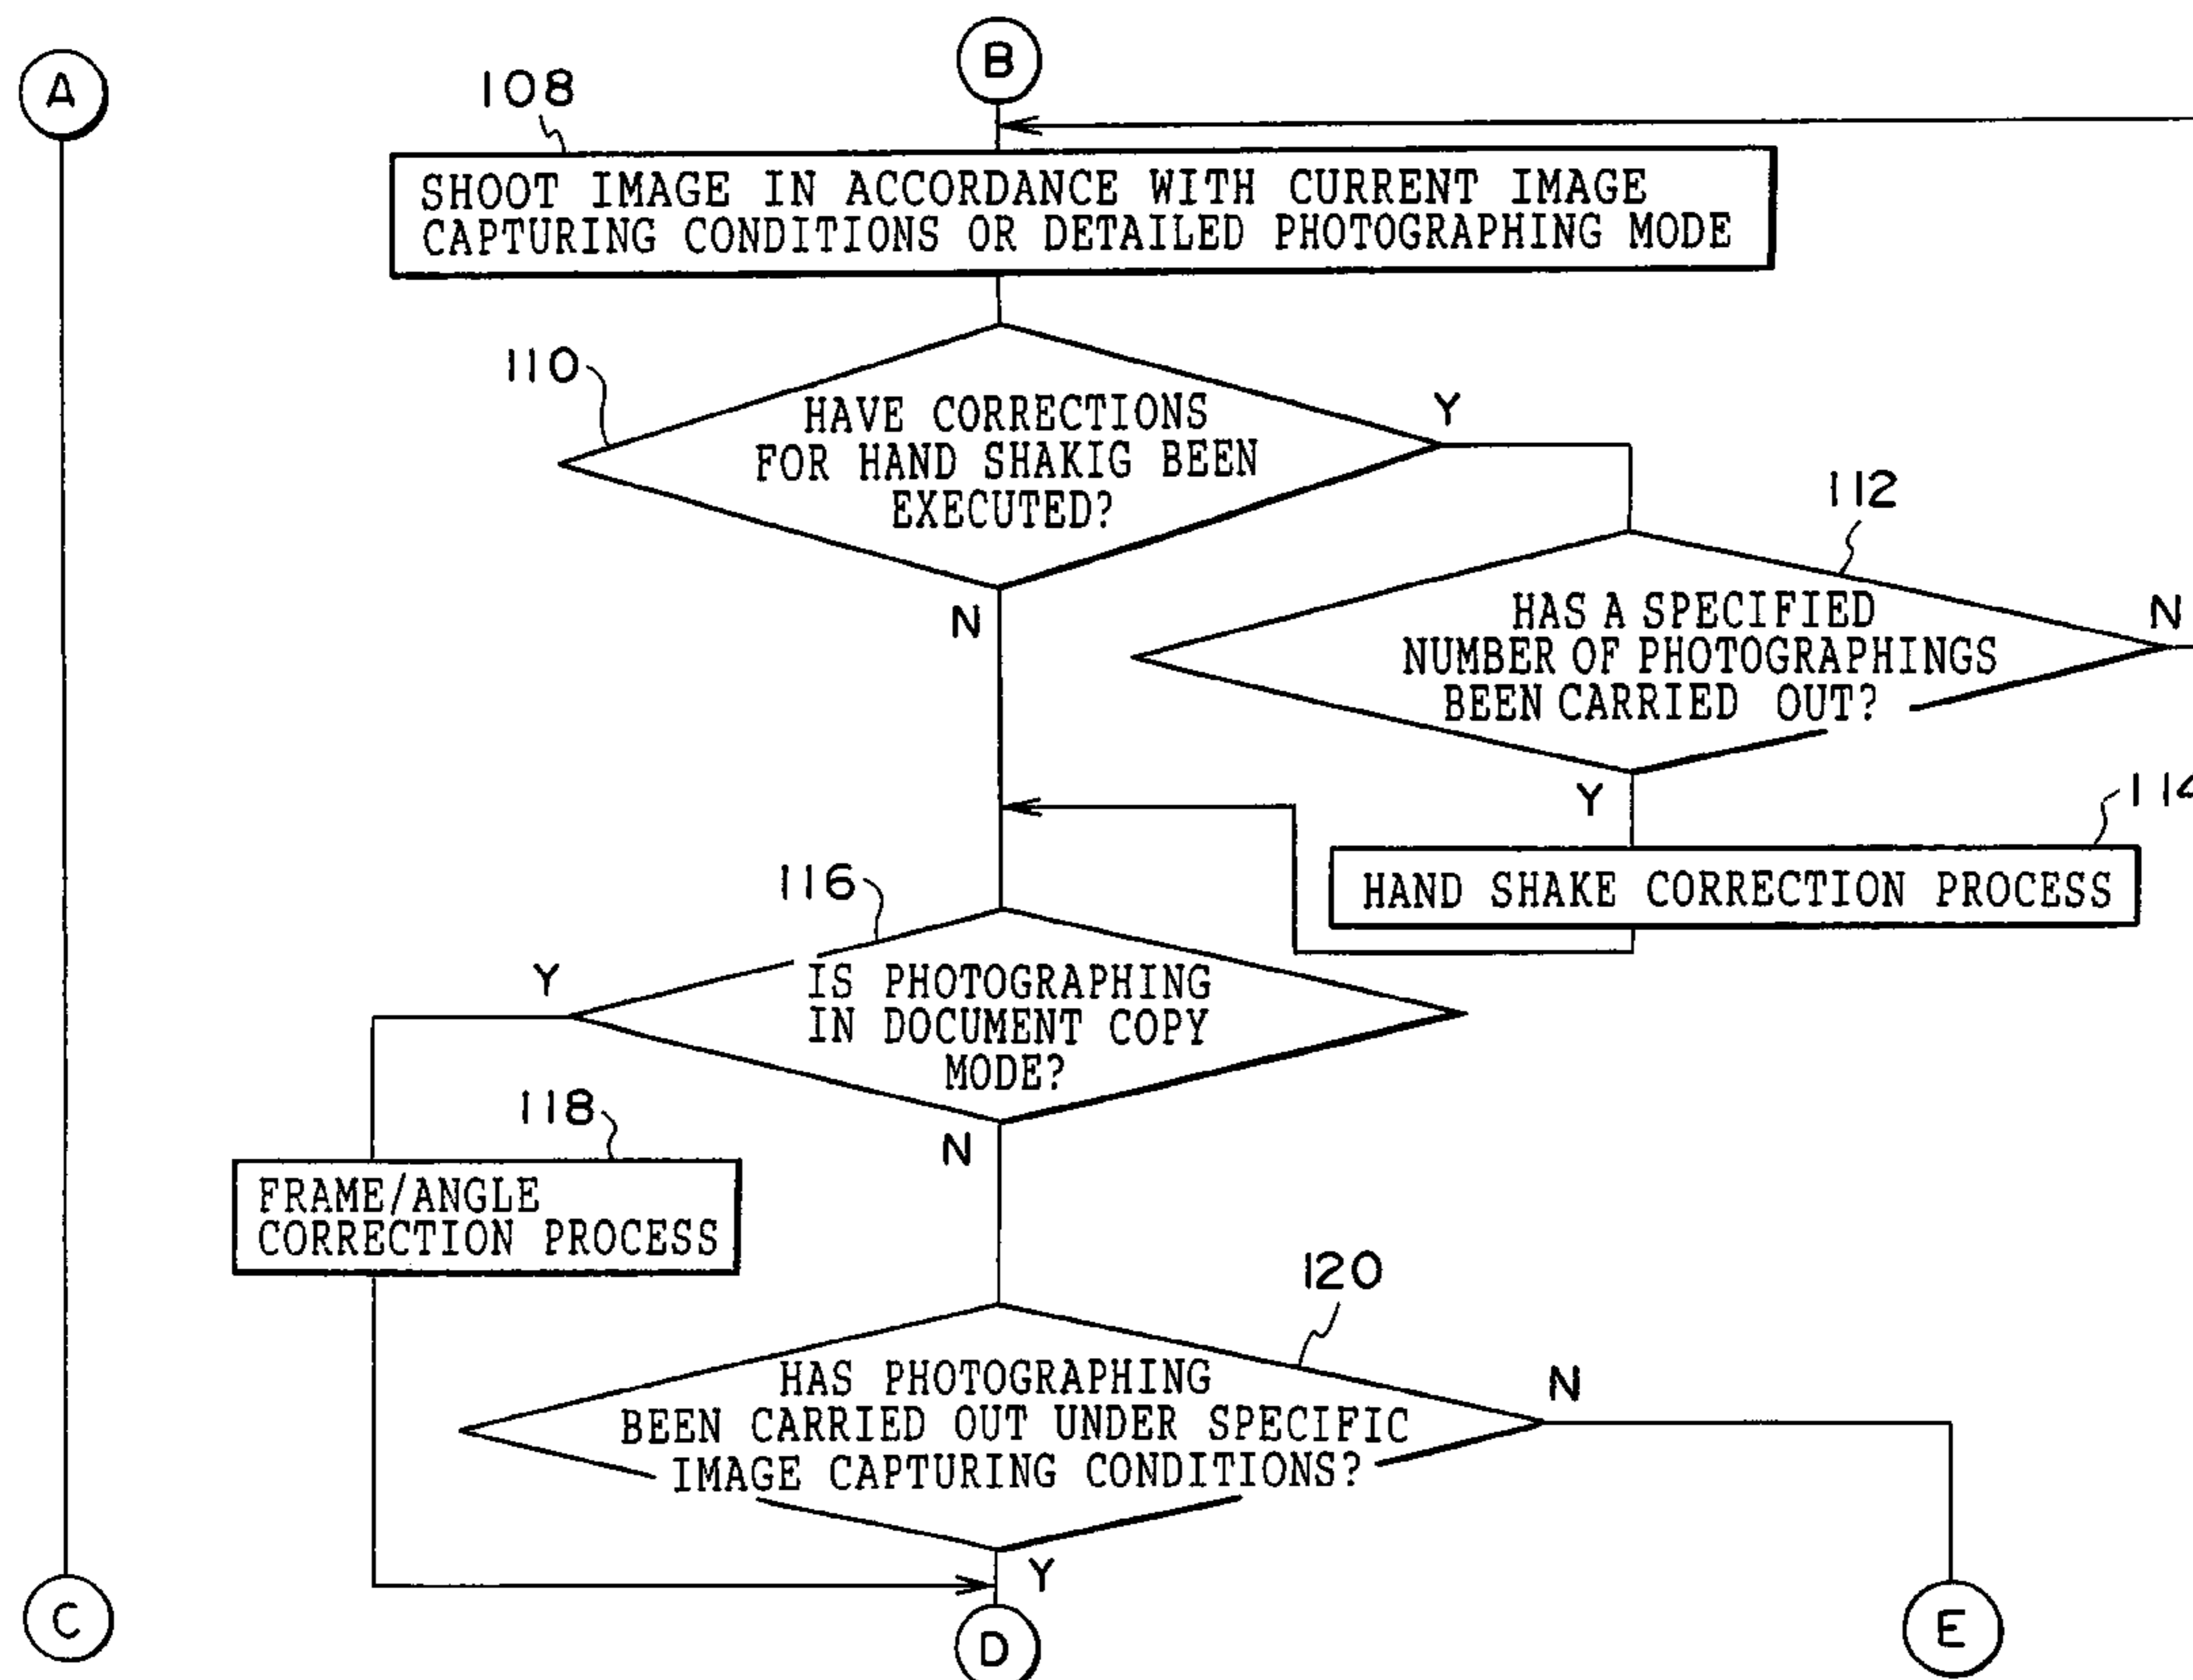 A
B
108
SHOOT IMAGE IN ACCORDANCE WITH CURRENT IMAGE
CAPTURING CONDITIONS OR DETAILED PHOTOGRAPHING MODE
110
HAVE CORRECTIONS
FOR HAND SHAKIG BEEN
EXECUTED?
Y
N
112
HAS A SPECIFIED
NUMBER OF PHOTOGRAPHINGS
BEEN CARRIED OUT?
N
Y
114
HAND SHAKE CORRECTION PROCESS
116
IS PHOTOGRAPHING
IN DOCUMENT COPY
MODE?
Y
N
118
FRAME/ANGLE
CORRECTION PROCESS
120
HAS PHOTOGRAPHING
BEEN CARRIED OUT UNDER SPECIFIC
IMAGE CAPTURING CONDITIONS?
N
Y
C
D
E